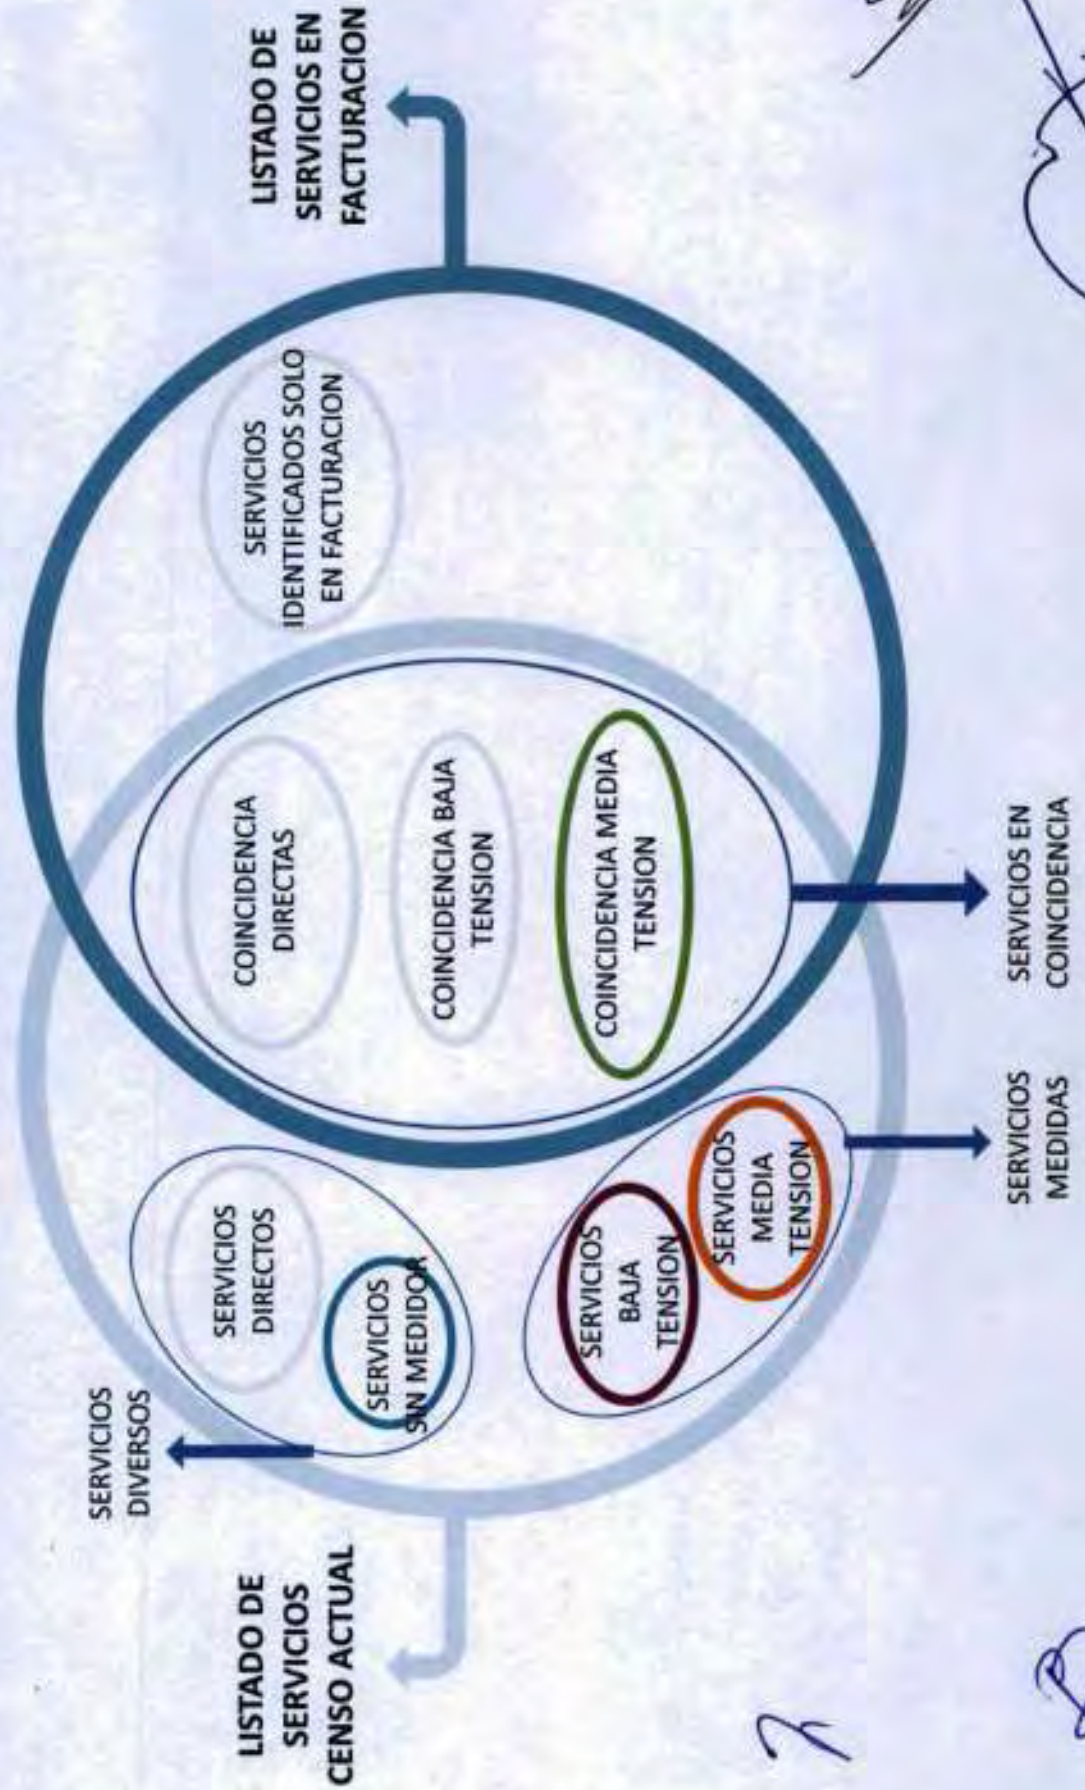 LISTADO DE
SERVICIOS
CENSO ACTUAL
SERVICIOS
DIVERSOS
SERVICIOS
DIRECTOS
SERVICIOS
SIN MEDIDOR
SERVICIOS
BAJA
TENSION
SERVICIOS
MEDIA
TENSION
SERVICIOS
MEDIDAS
COINCIDENCIA
DIRECTAS
COINCIDENCIA BAJA
TENSION
COINCIDENCIA MEDIA
TENSION
SERVICIOS EN
COINCIDENCIA
SERVICIOS
IDENTIFICADOS SOLO
EN FACTURACION
LISTADO DE
SERVICIOS EN
FACTURACION